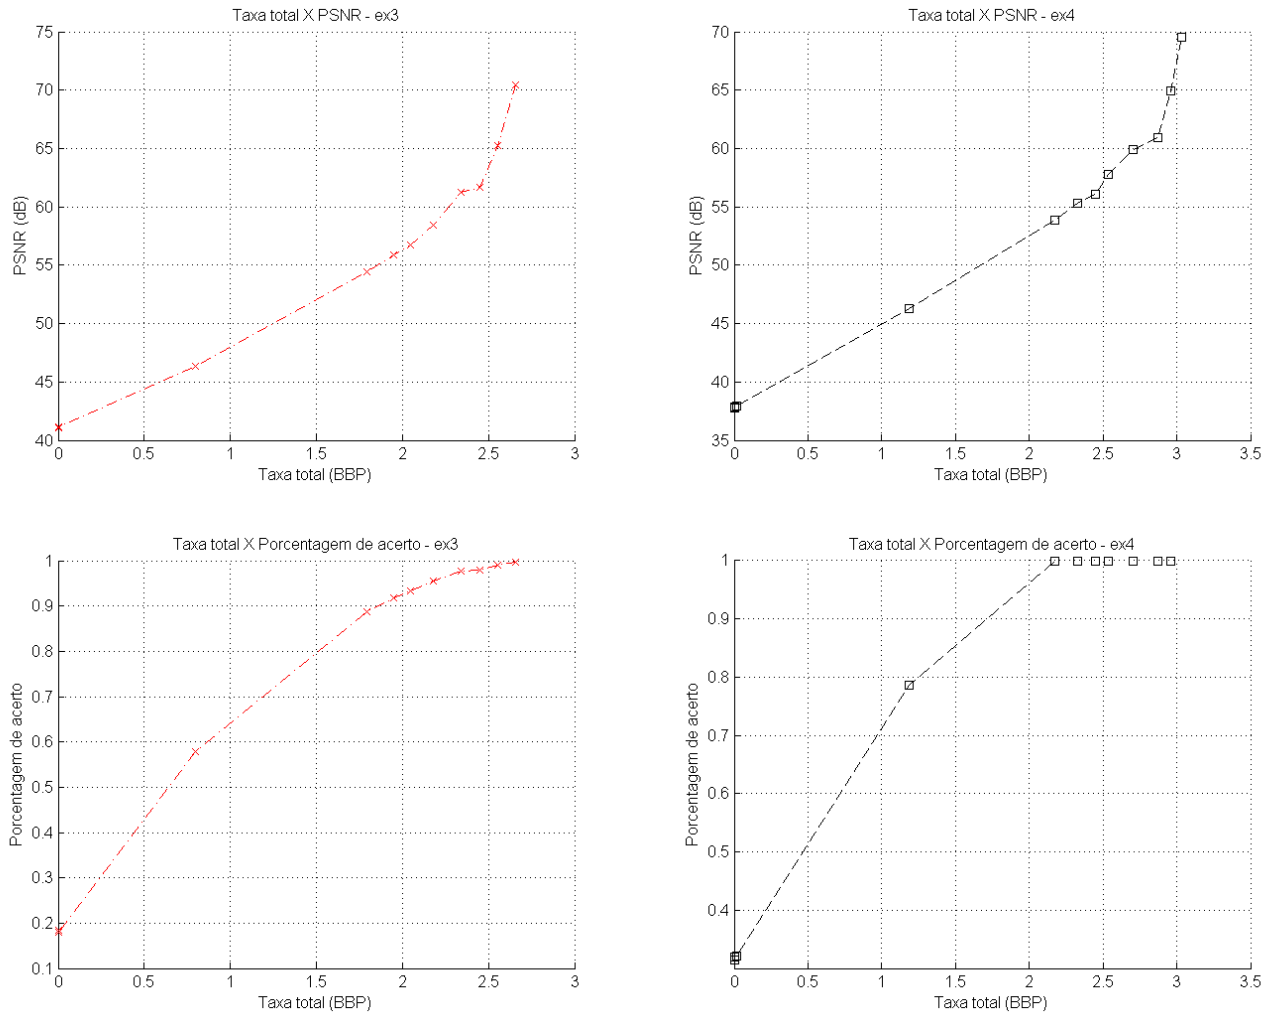 Taxa total X PSNR - ex3
75
70
65
60
55
50
45
40
PSNR (dB)
0 0.5 1 1.5 2 2.5 3
Taxa total (BBP)
Taxa total X PSNR - ex4
70
65
60
55
50
45
40
35
PSNR (dB)
0 0.5 1 1.5 2 2.5 3 3.5
Taxa total (BBP)
Taxa total X Porcentagem de acerto - ex3
1
0.9
0.8
0.7
0.6
0.5
0.4
0.3
0.2
0.1
Porcentagem de acerto
0 0.5 1 1.5 2 2.5 3
Taxa total (BBP)
Taxa total X Porcentagem de acerto - ex4
1
0.9
0.8
0.7
0.6
0.5
0.4
Porcentagem de acerto
0 0.5 1 1.5 2 2.5 3 3.5
Taxa total (BBP)